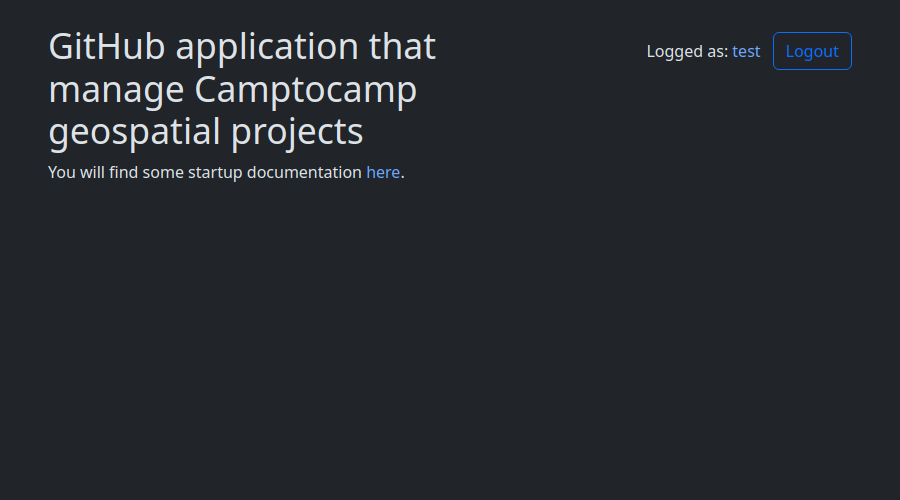 GitHub application that
manage Camptocamp
geospatial projects
Logged as: test
Logout
You will find some startup documentation here.